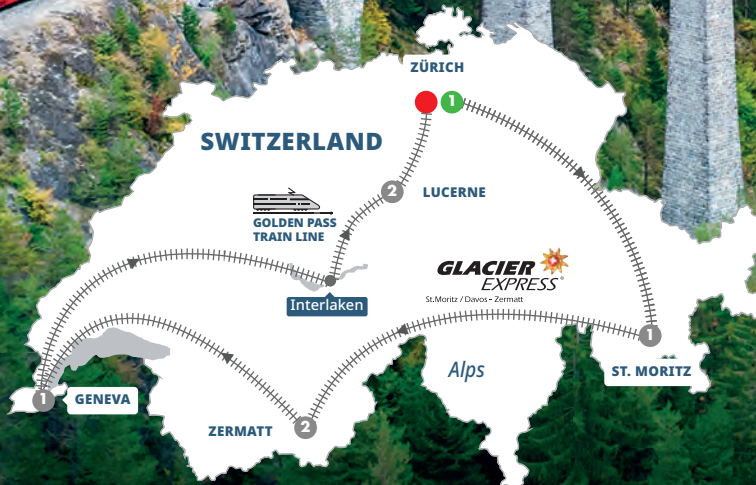 ZÜRICH
1
SWITZERLAND
2
LUCERNE
GOLDEN PASS
TRAIN LINE
GLACIER
EXPRESS®
St.Moritz / Davos - Zermatt
Interlaken
1
Alps
ST. MORITZ
1
GENEVA
2
ZERMATT